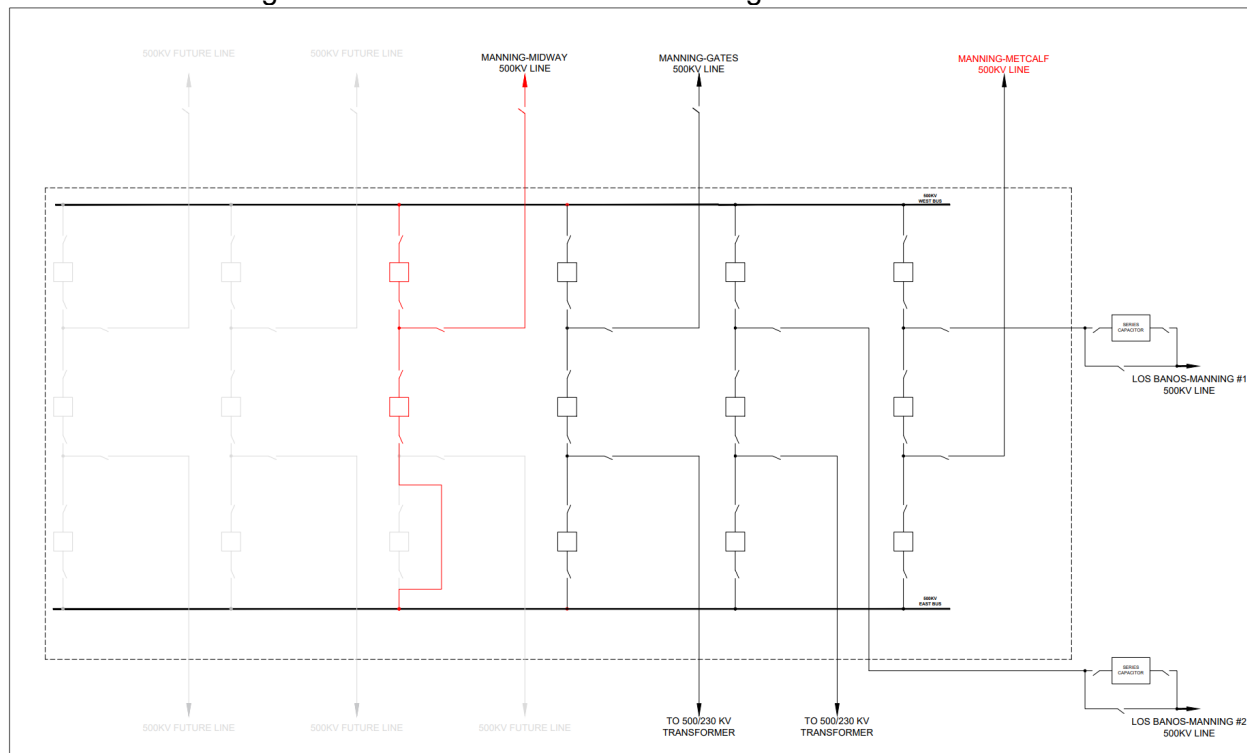 500KV FUTURE LINE
500KV FUTURE LINE
MANNING-MIDWAY
500KV LINE
MANNING-GATES
500KV LINE
MANNING-METCALF
500KV LINE
500KV
WEST BUS
SERIES
CAPACITOR
LOS BANOS-MANNING #1
500KV LINE
500KV
EAST BUS
SERIES
CAPACITOR
LOS BANOS-MANNING #2
500KV LINE
500KV FUTURE LINE
500KV FUTURE LINE
500KV FUTURE LINE
TO 500/230 KV
TRANSFORMER
TO 500/230 KV
TRANSFORMER